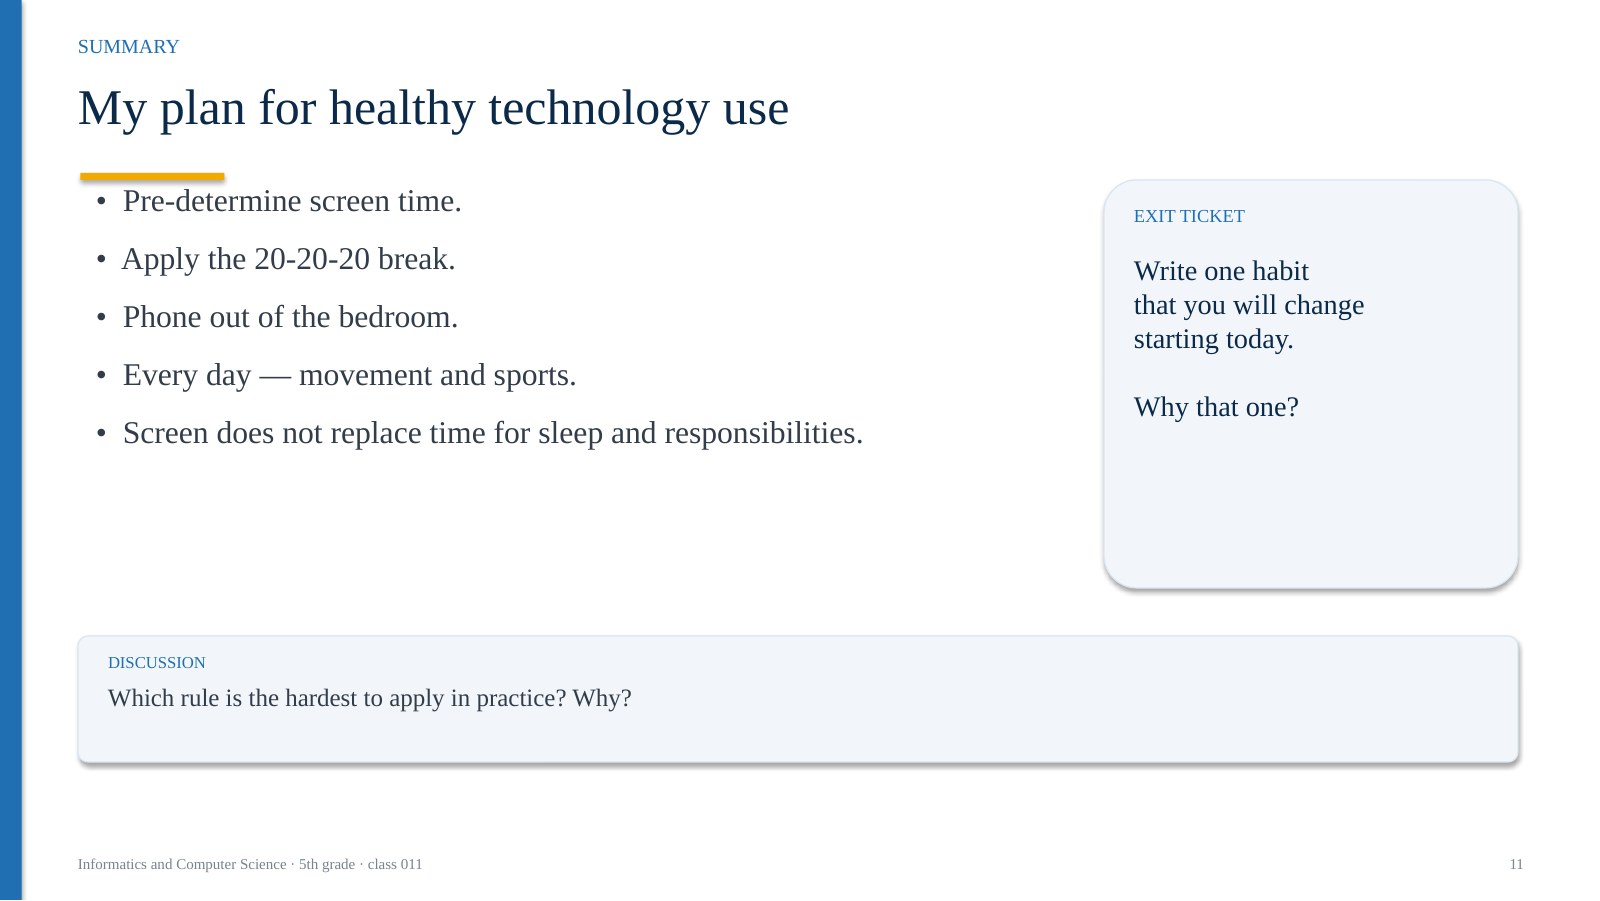 SUMMARY
My plan for healthy technology use
• Pre-determine screen time.
• Apply the 20-20-20 break.
• Phone out of the bedroom.
• Every day — movement and sports.
• Screen does not replace time for sleep and responsibilities.
EXIT TICKET
Write one habit
that you will change
starting today.
Why that one?
DISCUSSION
Which rule is the hardest to apply in practice? Why?
Informatics and Computer Science · 5th grade · class 011
11